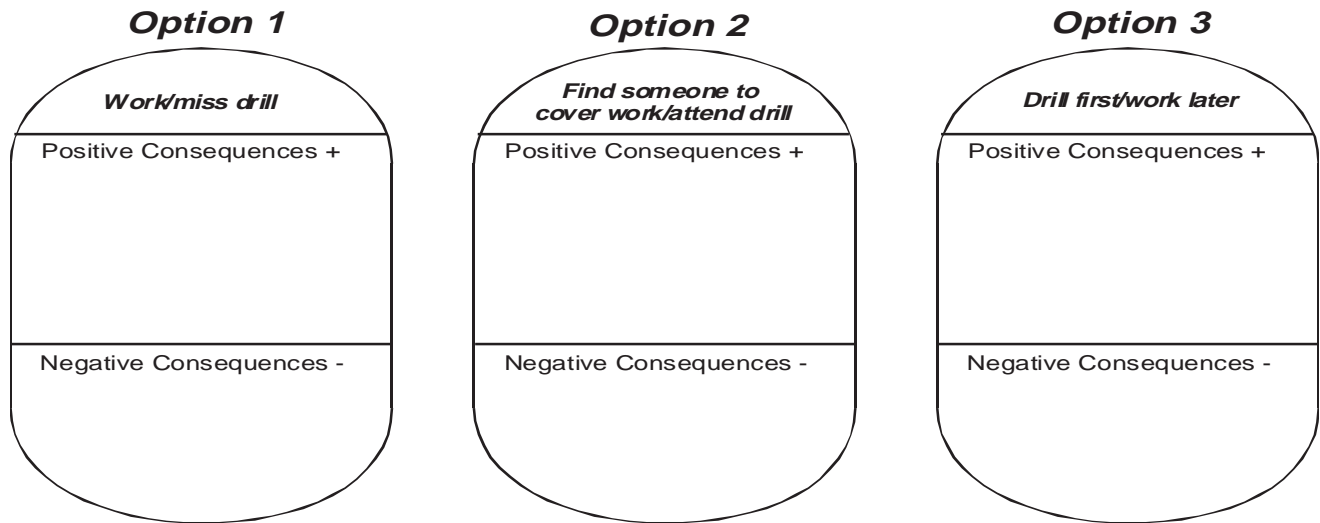 Option 1
Work/miss drill
Positive Consequences +
Negative Consequences -
Option 2
Find someone to
cover work/attend drill
Positive Consequences +
Negative Consequences -
Option 3
Drill first/work later
Positive Consequences +
Negative Consequences -